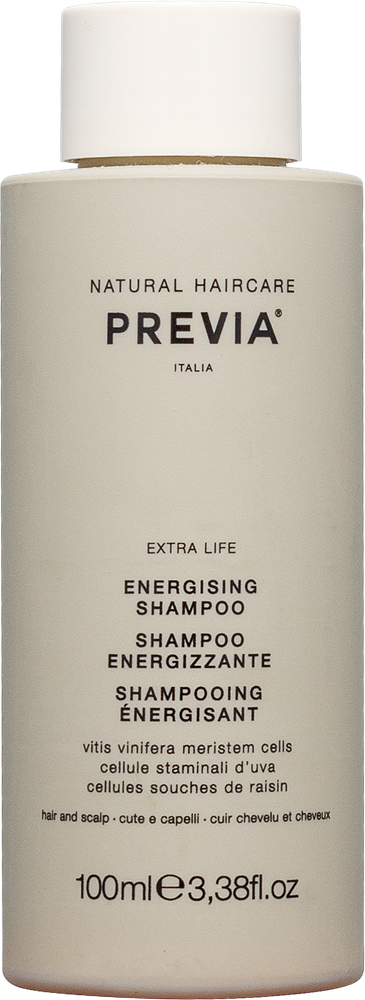 NATURAL HAIRCARE
PREVIA®
ITALIA
EXTRA LIFE
ENERGISING
SHAMPOO
SHAMPOO
ENERGIZZANTE
SHAMPOOING
ÉNERGISANT
vitis vinifera meristem cells
cellule staminali d'uva
cellules souches de raisin
hair and scalp · cute e capelli · cuir chevelu et cheveux
100ml℮3,38fl.oz